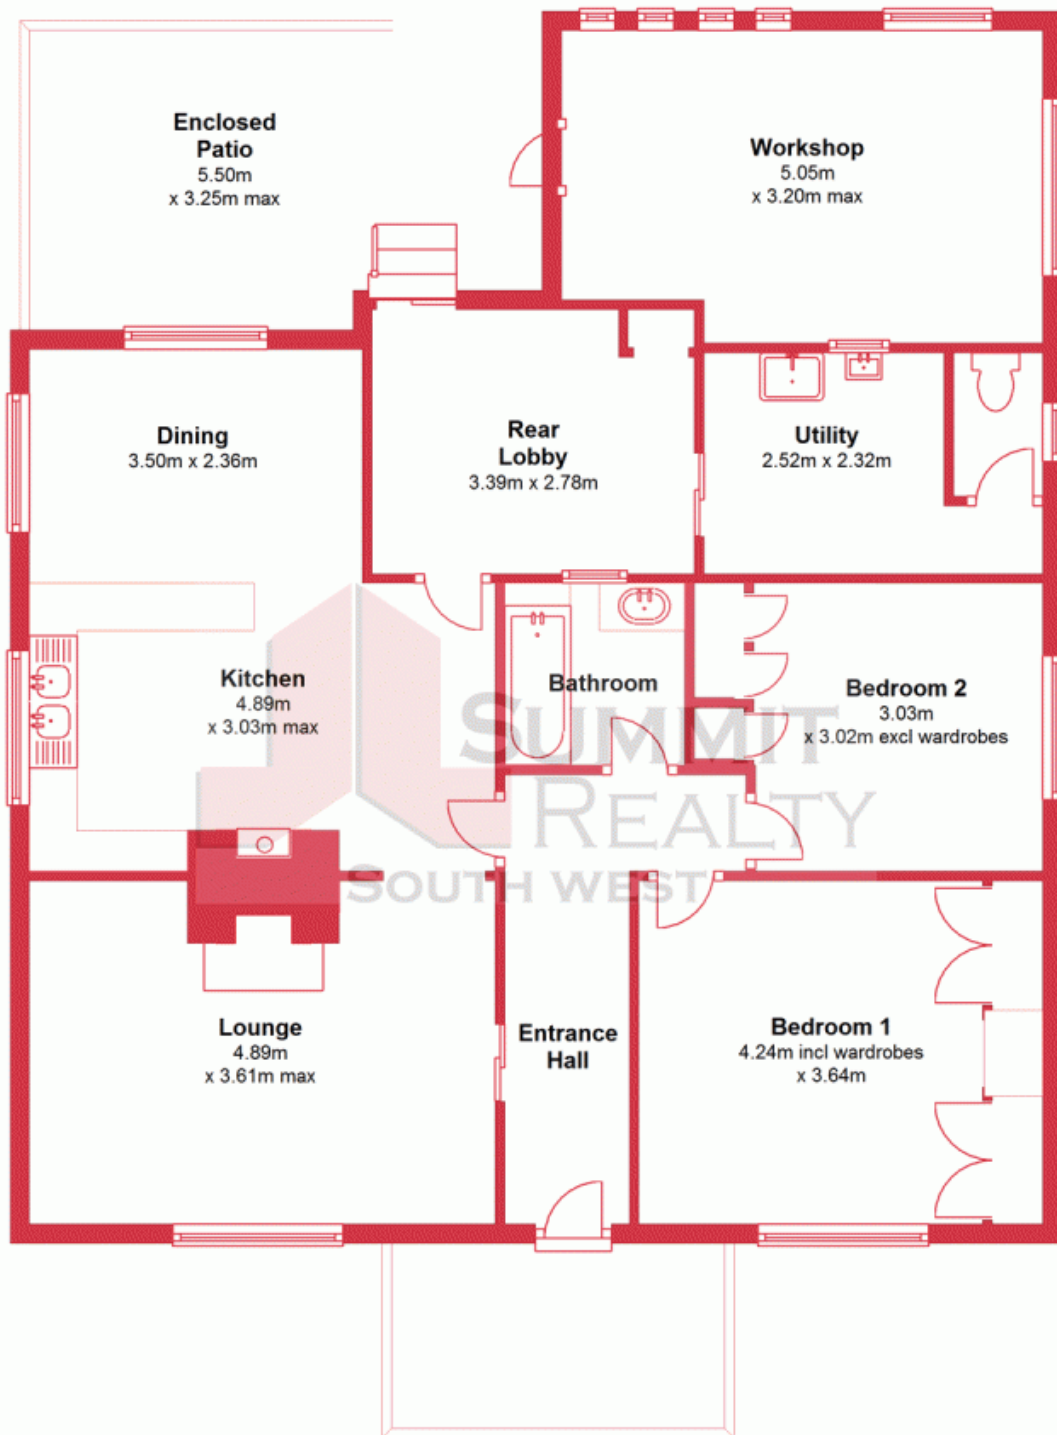 Enclosed
Patio
5.50m
x 3.25m max
Workshop
5.05m
x 3.20m max
Dining
3.50m x 2.36m
Rear
Lobby
3.39m x 2.78m
Utility
2.52m x 2.32m
Kitchen
4.89m
x 3.03m max
Bathroom
Bedroom 2
3.03m
x 3.02m excl wardrobes
SUMMIT
REALTY
SOUTH WEST
Lounge
4.89m
x 3.61m max
Entrance
Hall
Bedroom 1
4.24m incl wardrobes
x 3.64m